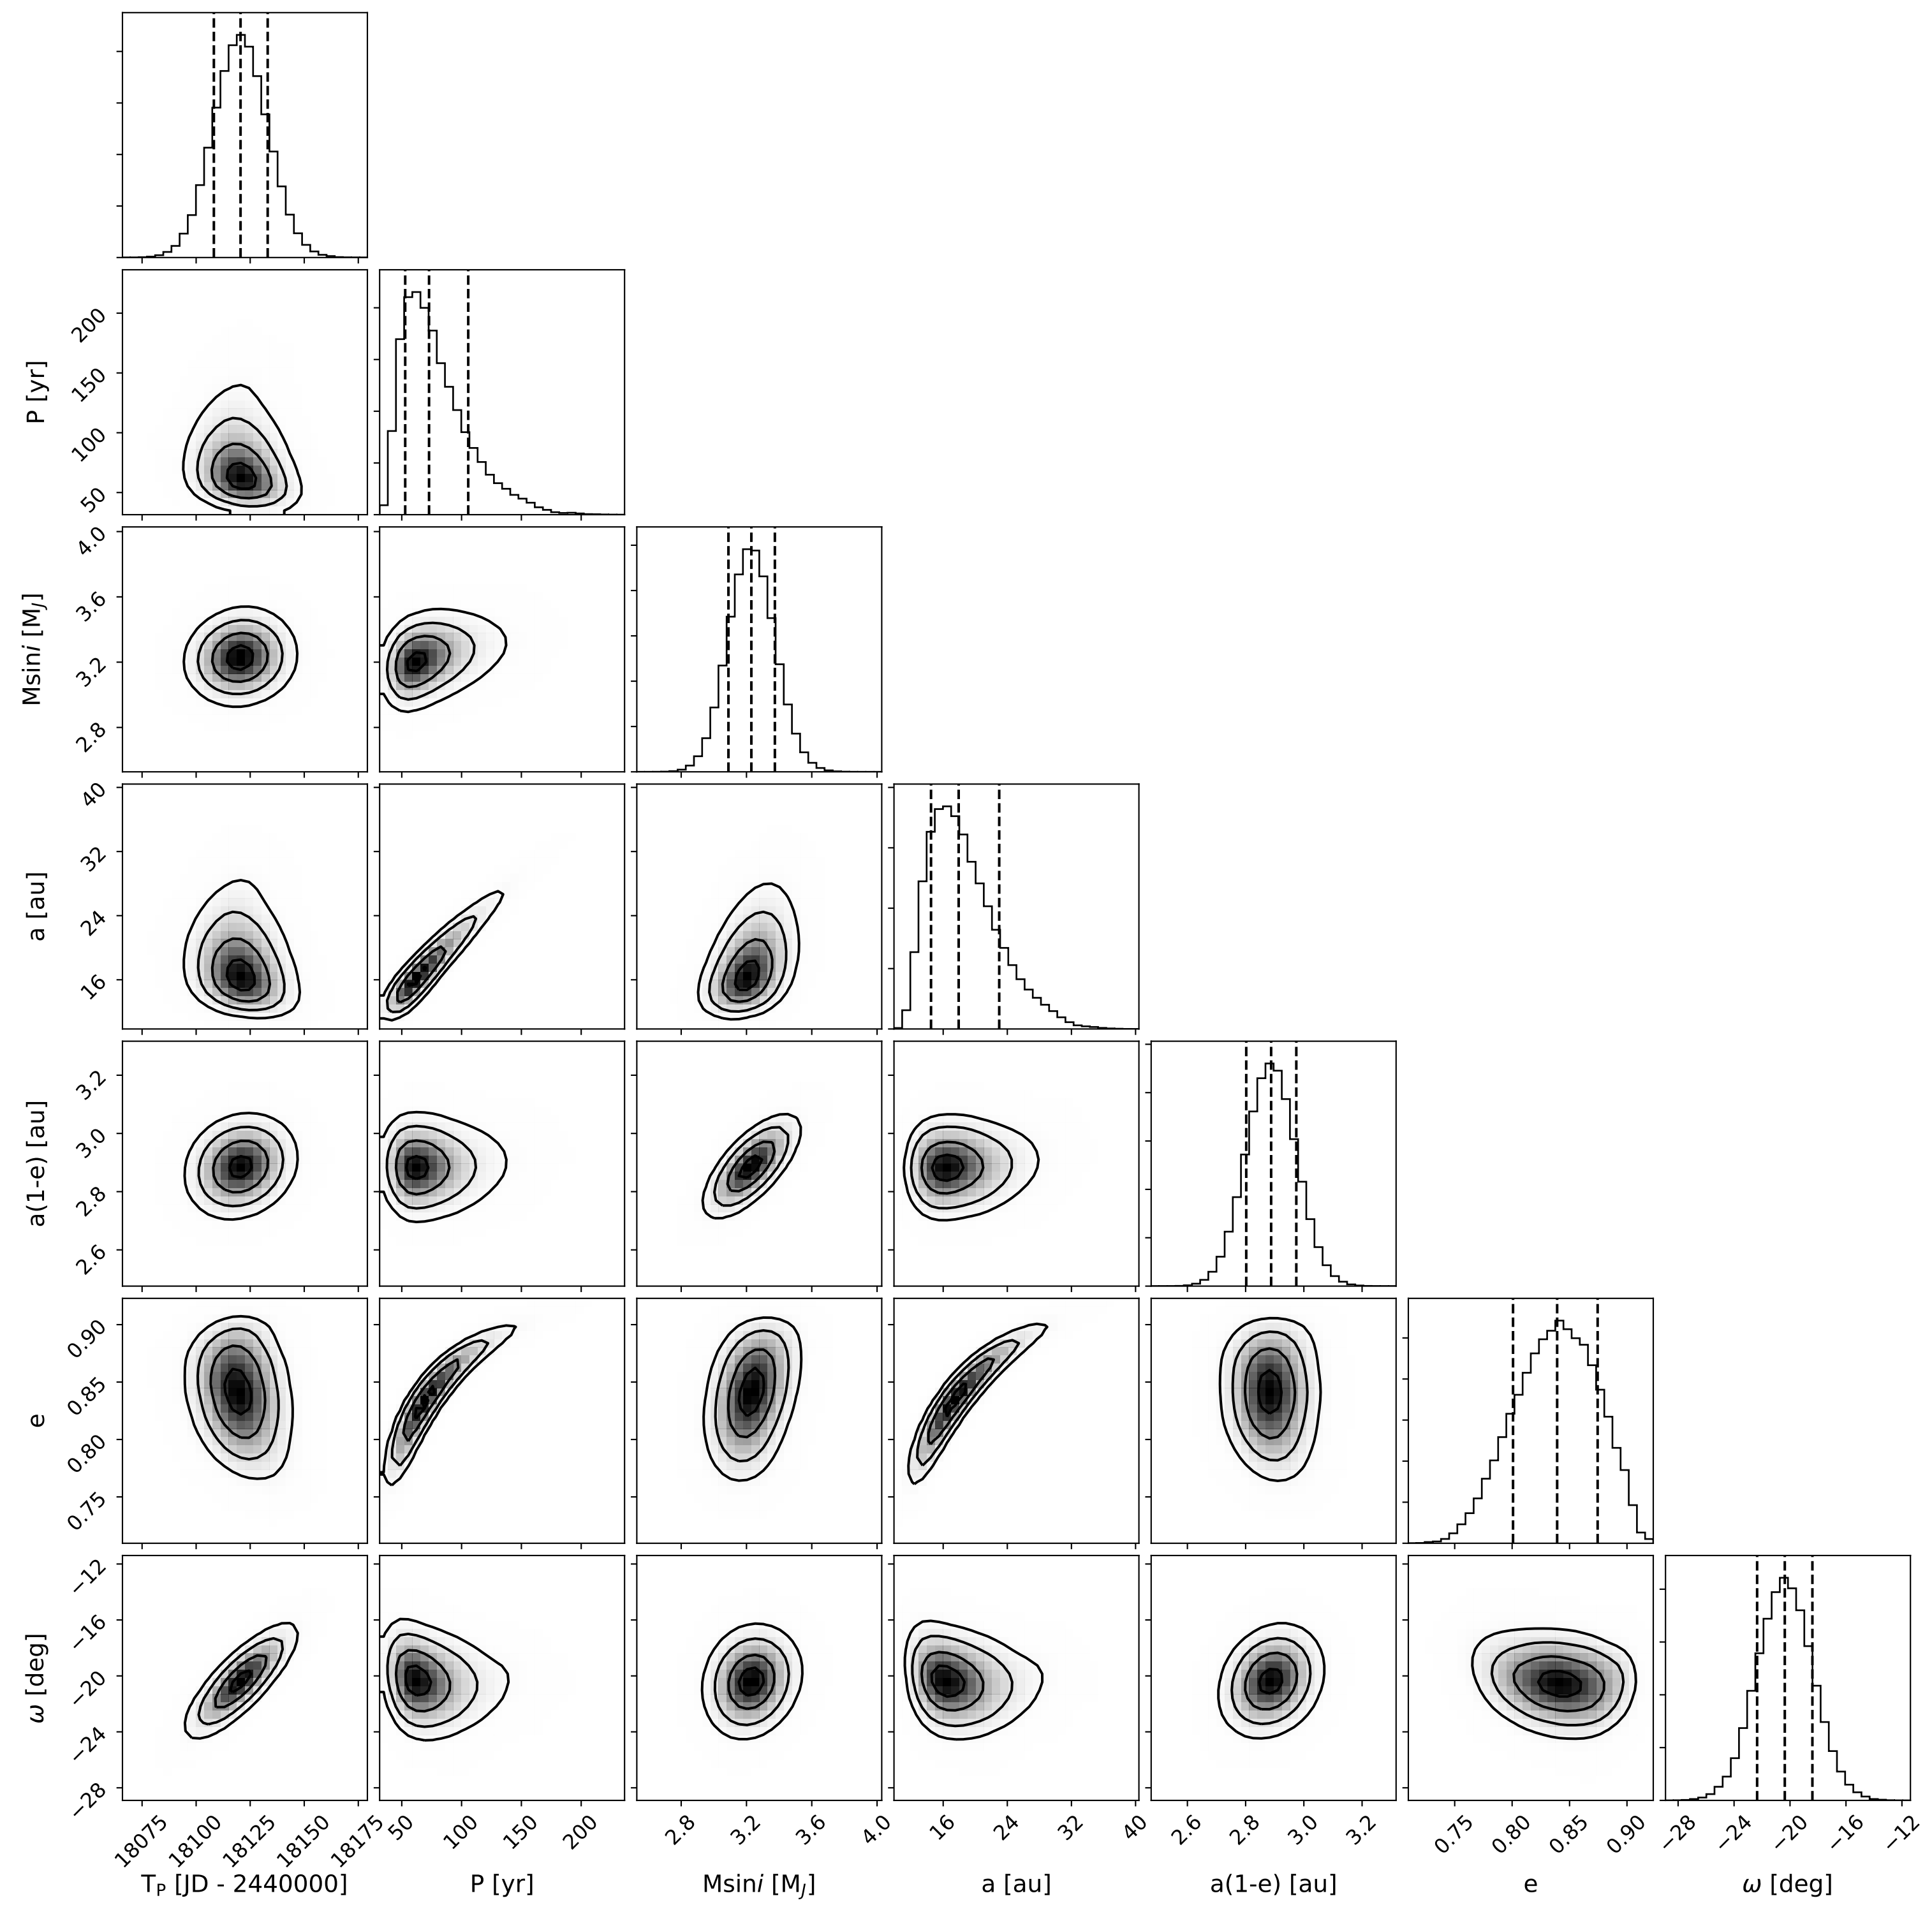 P [yr]
200
150
100
50
Msini [M_J]
4.0
3.6
3.2
2.8
a [au]
40
32
24
16
a(1-e) [au]
3.2
3.0
2.8
2.6
e
0.90
0.85
0.80
0.75
ω [deg]
−12
−16
−20
−24
−28
18075 18100 18125 18150 18175
50 100 150 200
2.8 3.2 3.6 4.0
16 24 32 40
2.6 2.8 3.0 3.2
0.75 0.80 0.85 0.90
−28 −24 −20 −16 −12
T_P [JD - 2440000] P [yr] Msini [M_J] a [au] a(1-e) [au] e ω [deg]